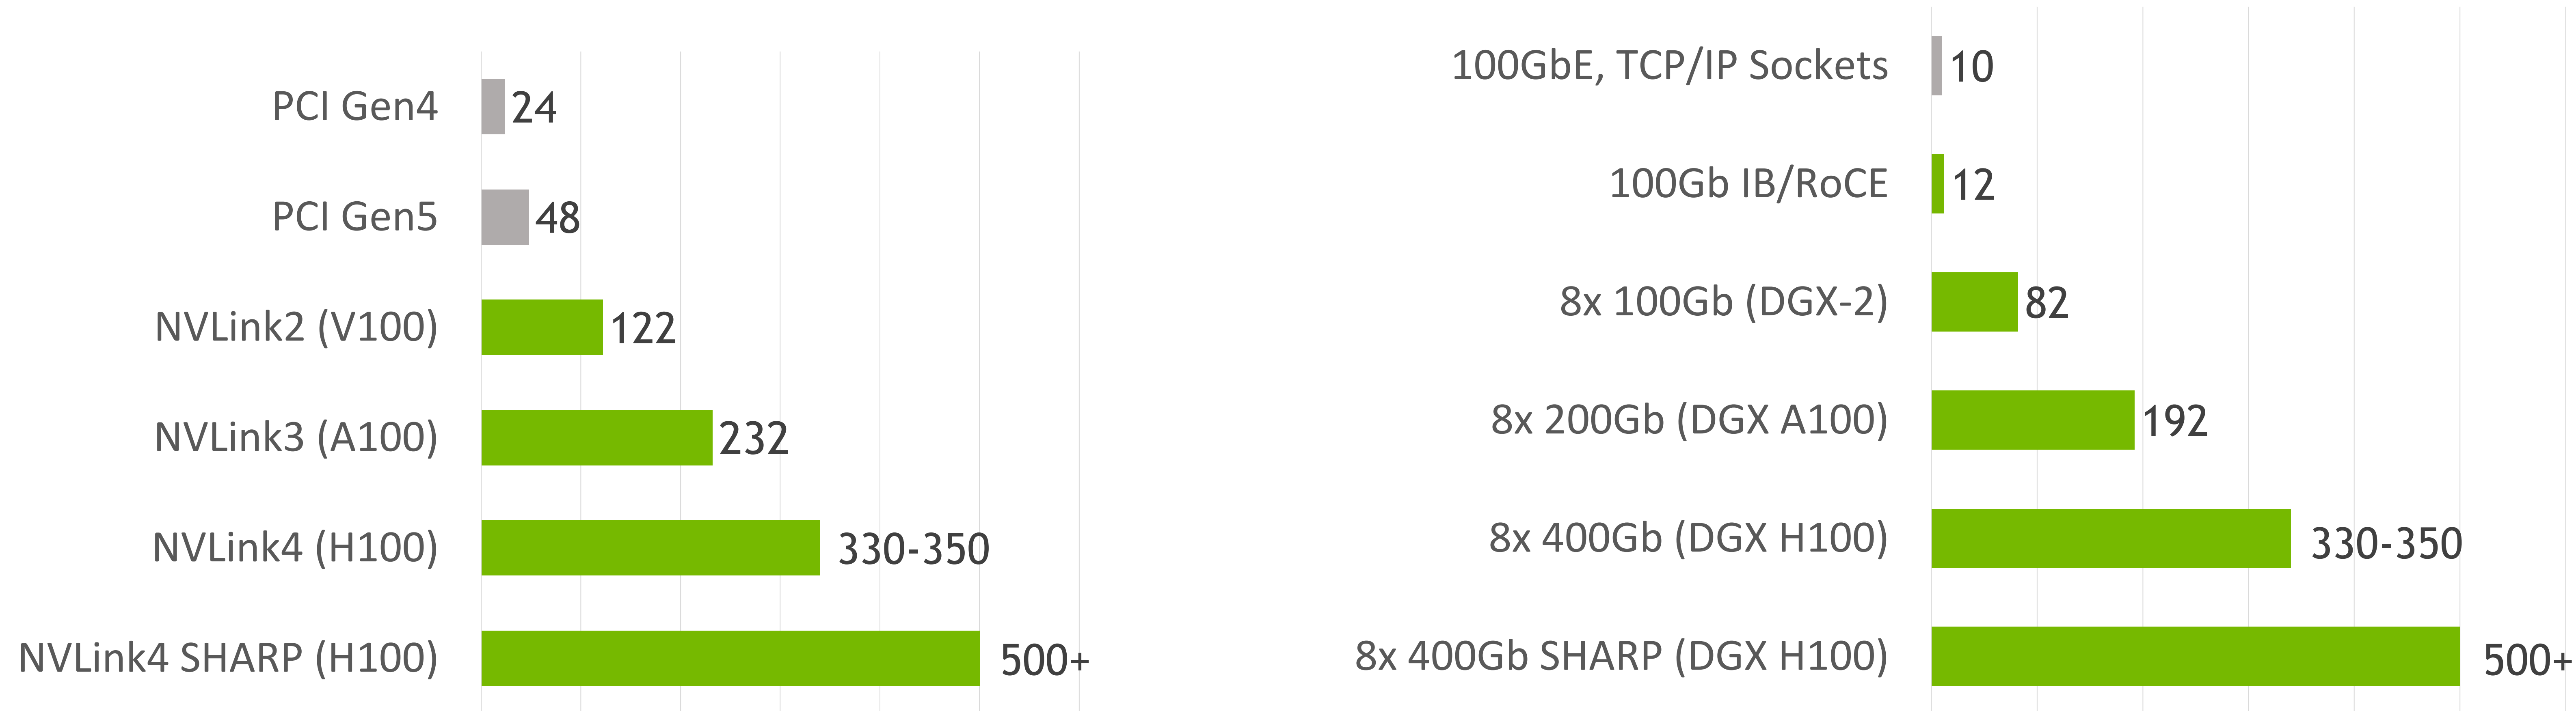 PCI Gen4 24
PCI Gen5 48
NVLink2 (V100) 122
NVLink3 (A100) 232
NVLink4 (H100) 330-350
NVLink4 SHARP (H100) 500+
100GbE, TCP/IP Sockets 10
100Gb IB/RoCE 12
8x 100Gb (DGX-2) 82
8x 200Gb (DGX A100) 192
8x 400Gb (DGX H100) 330-350
8x 400Gb SHARP (DGX H100) 500+